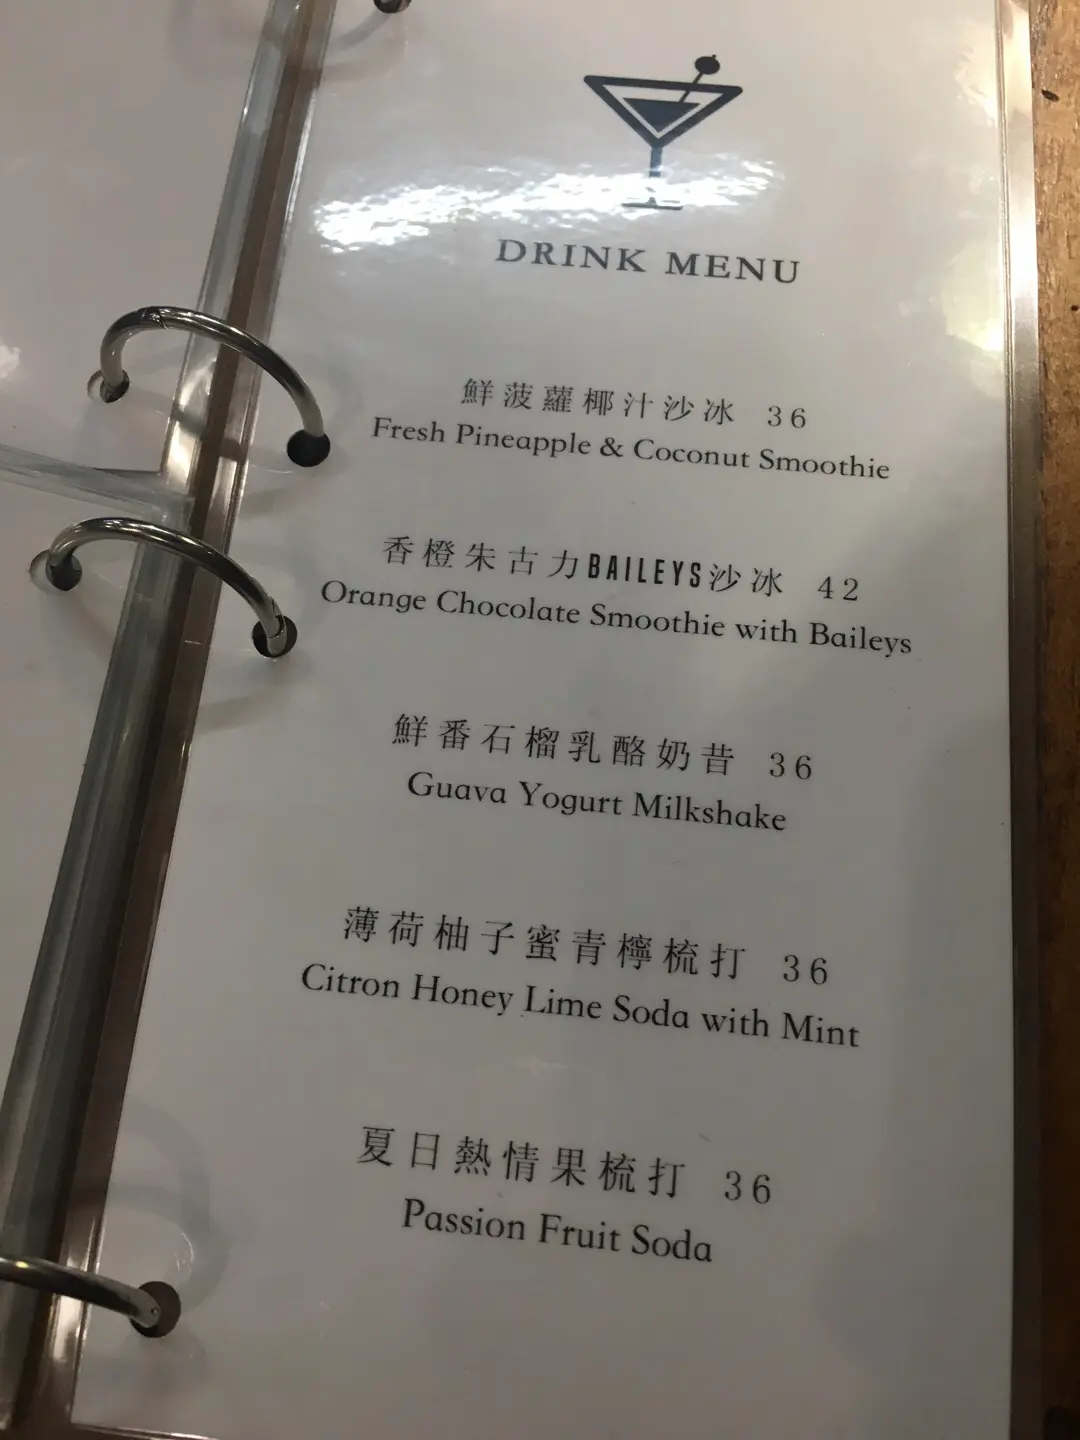 DRINK MENU
鮮菠蘿椰汁沙冰 36
Fresh Pineapple & Coconut Smoothie
香橙朱古力BAILEYS沙冰 42
Orange Chocolate Smoothie with Baileys
鮮番石榴乳酪奶昔 36
Guava Yogurt Milkshake
薄荷柚子蜜青檸梳打 36
Citron Honey Lime Soda with Mint
夏日熱情果梳打 36
Passion Fruit Soda